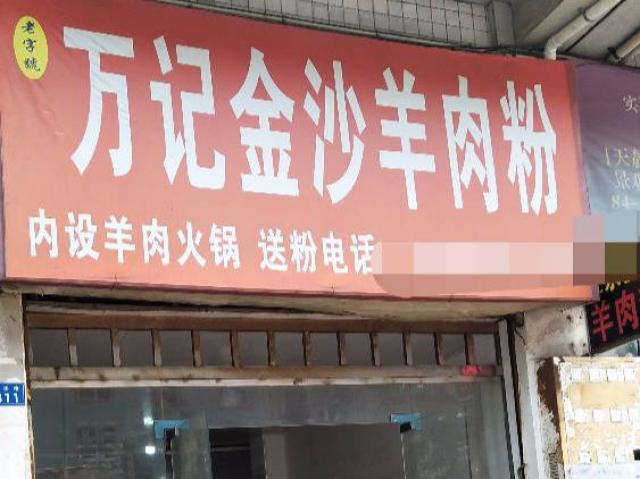 老字號
万记金沙羊肉粉
内设羊肉火锅 送粉电话
羊肉